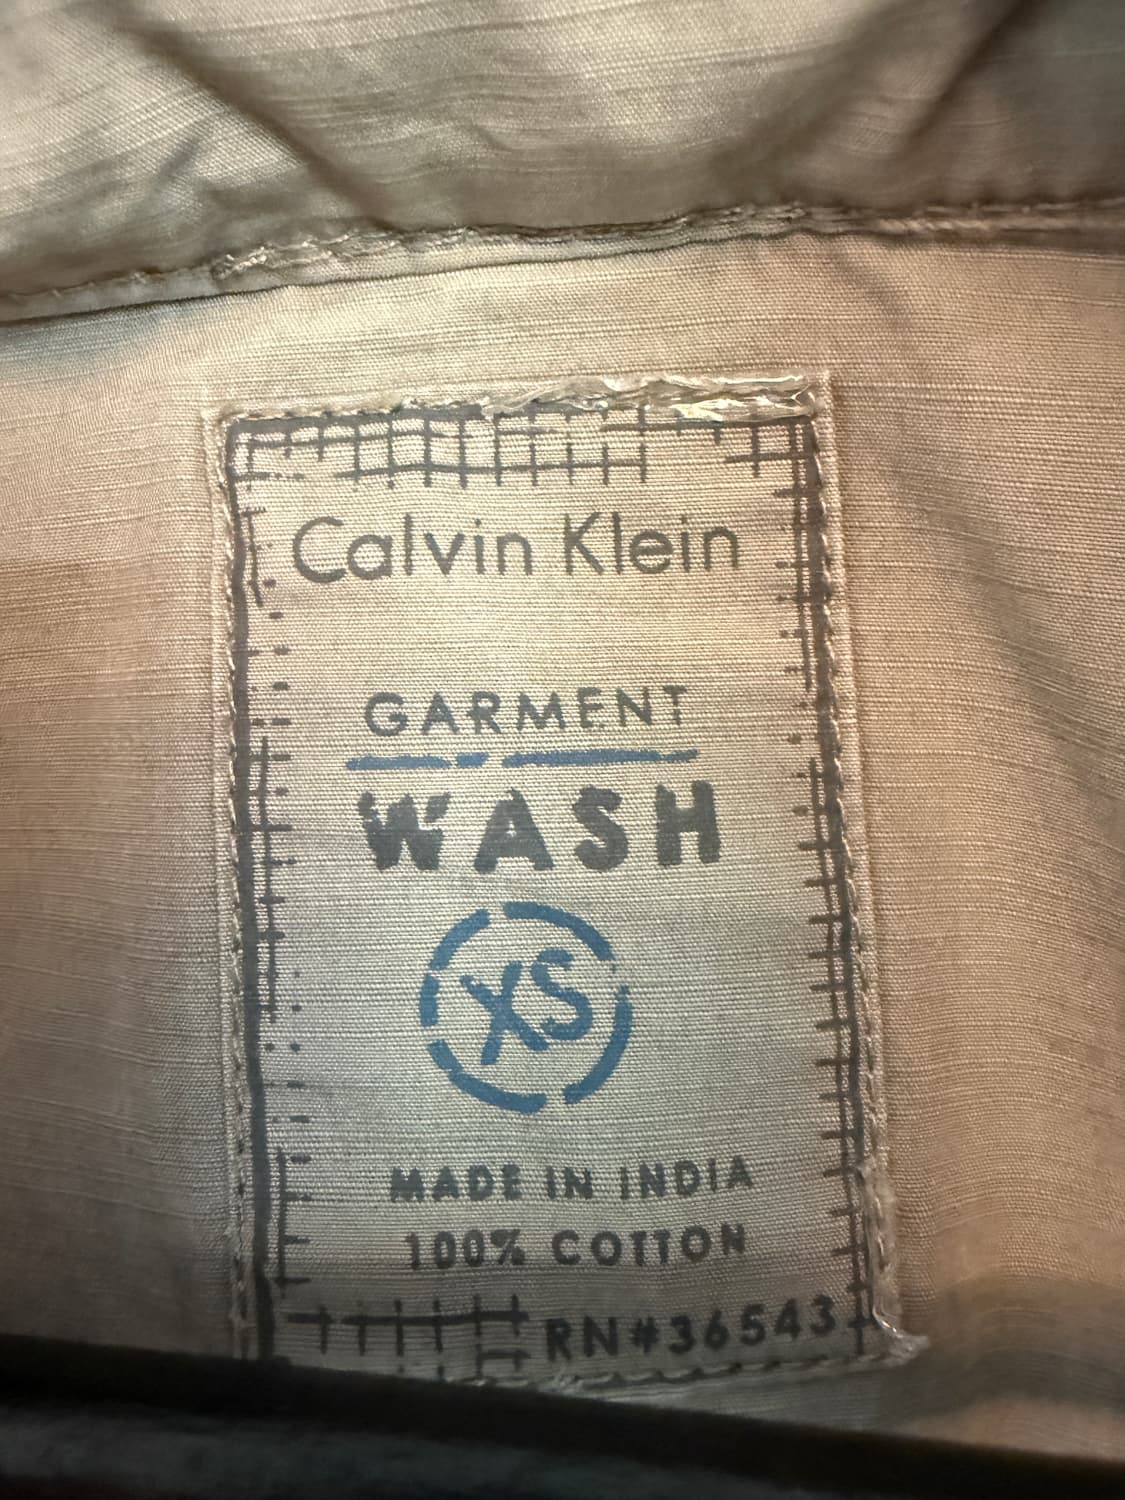 Calvin Klein
GARMENT
WASH
XS
MADE IN INDIA
100% COTTON
RN#36543